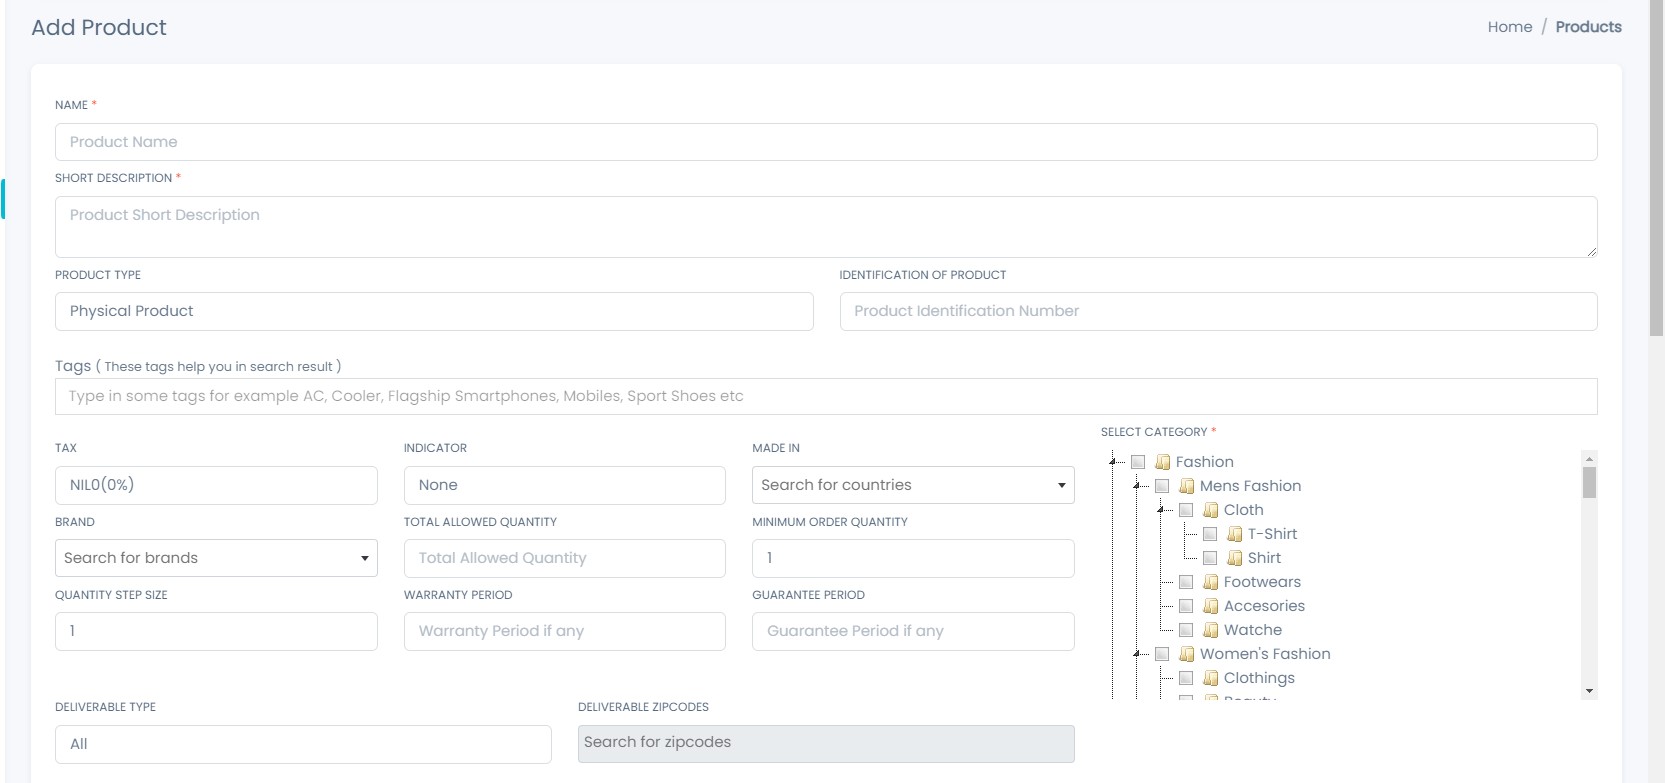 Add Product
Home / Products
NAME *
Product Name
SHORT DESCRIPTION *
Product Short Description
PRODUCT TYPE
IDENTIFICATION OF PRODUCT
Physical Product
Product Identification Number
Tags ( These tags help you in search result )
Type in some tags for example AC, Cooler, Flagship Smartphones, Mobiles, Sport Shoes etc
TAX
INDICATOR
MADE IN
NIL0(0%)
None
Search for countries
BRAND
TOTAL ALLOWED QUANTITY
MINIMUM ORDER QUANTITY
Search for brands
Total Allowed Quantity
1
QUANTITY STEP SIZE
WARRANTY PERIOD
GUARANTEE PERIOD
1
Warranty Period if any
Guarantee Period if any
SELECT CATEGORY *
Fashion
Mens Fashion
Cloth
T-Shirt
Shirt
Footwears
Accesories
Watche
Women's Fashion
Clothings
Beauty
DELIVERABLE TYPE
DELIVERABLE ZIPCODES
All
Search for zipcodes